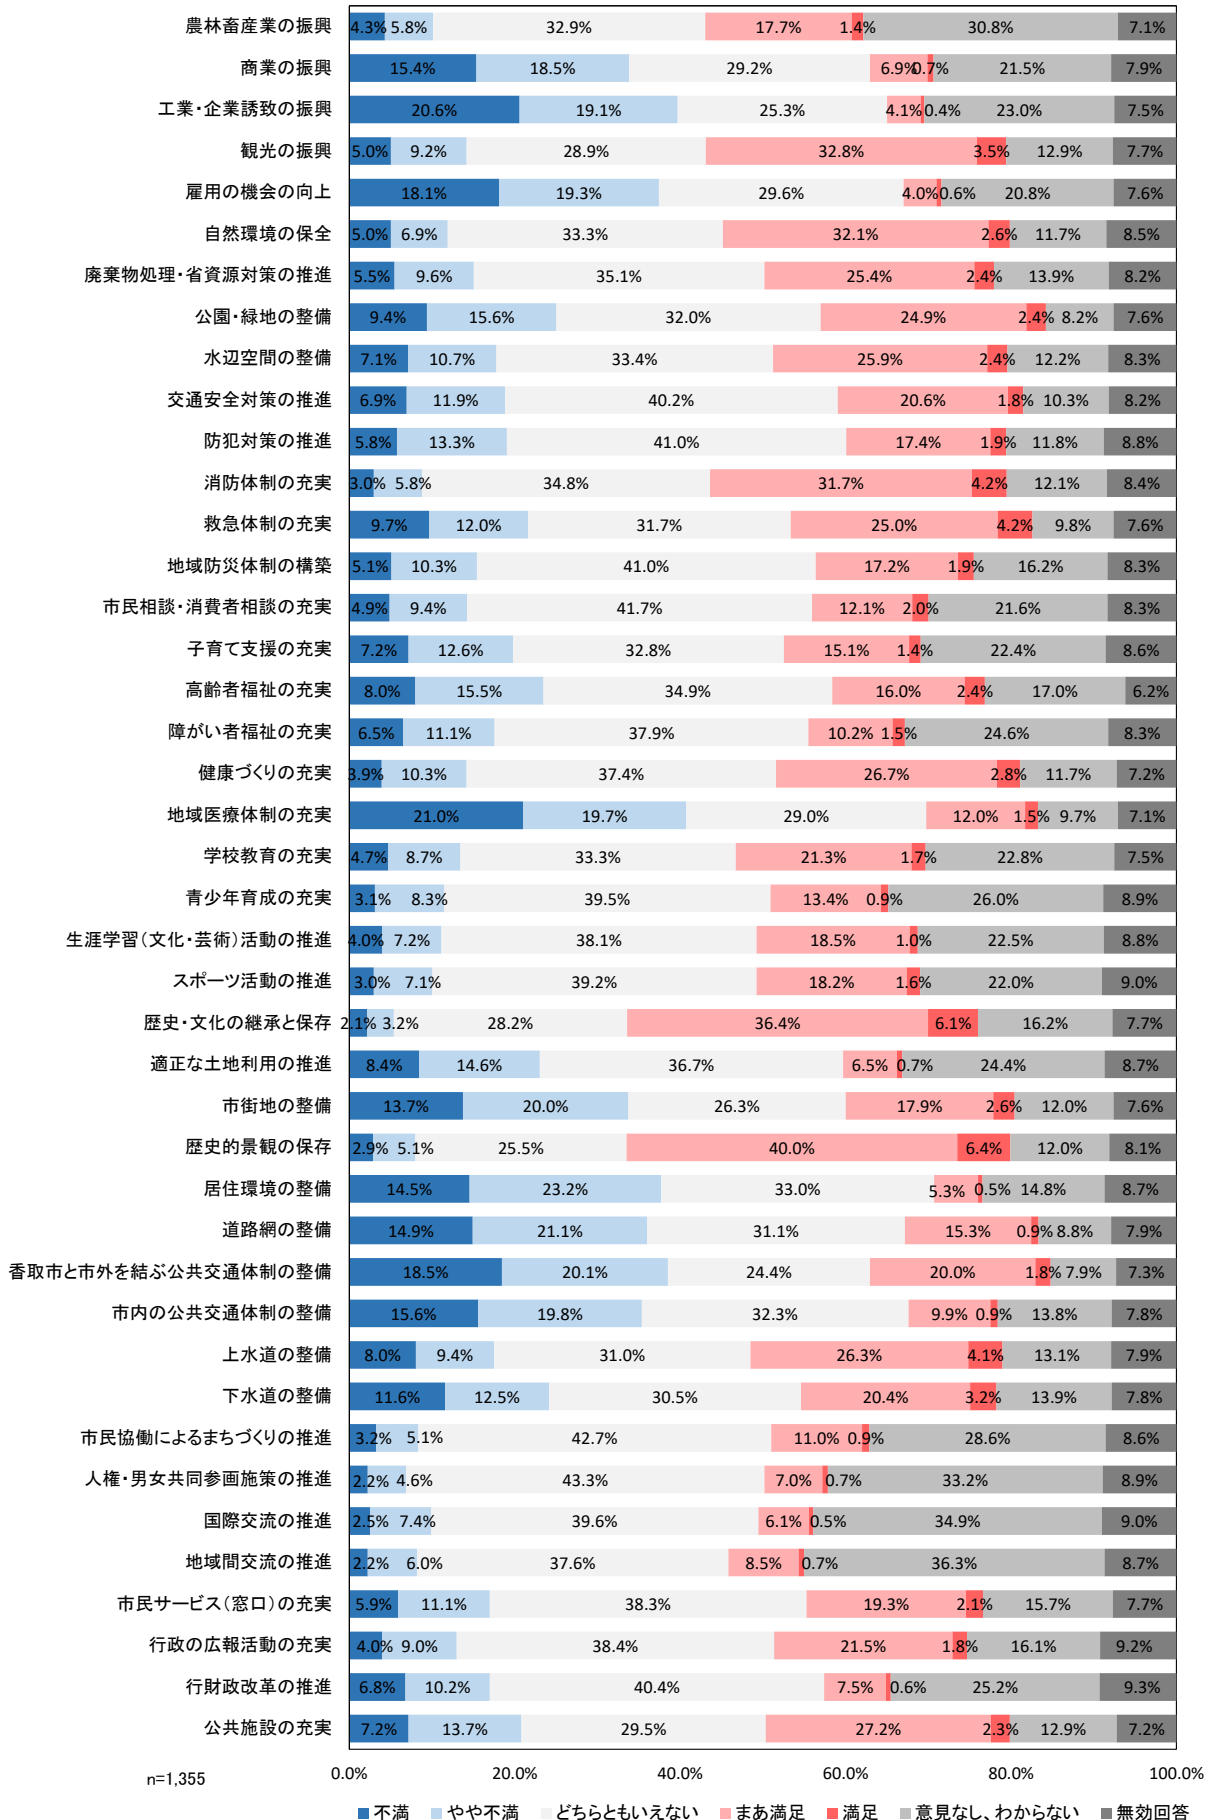 農林畜産業の振興 4.3% 5.8% 32.9% 17.7% 1.4% 30.8% 7.1%
商業の振興 15.4% 18.5% 29.2% 6.9% 0.7% 21.5% 7.9%
工業・企業誘致の振興 20.6% 19.1% 25.3% 4.1% 0.4% 23.0% 7.5%
観光の振興 5.0% 9.2% 28.9% 32.8% 3.5% 12.9% 7.7%
雇用の機会の向上 18.1% 19.3% 29.6% 4.0% 0.6% 20.8% 7.6%
自然環境の保全 5.0% 6.9% 33.3% 32.1% 2.6% 11.7% 8.5%
廃棄物処理・省資源対策の推進 5.5% 9.6% 35.1% 25.4% 2.4% 13.9% 8.2%
公園・緑地の整備 9.4% 15.6% 32.0% 24.9% 2.4% 8.2% 7.6%
水辺空間の整備 7.1% 10.7% 33.4% 25.9% 2.4% 12.2% 8.3%
交通安全対策の推進 6.9% 11.9% 40.2% 20.6% 1.8% 10.3% 8.2%
防犯対策の推進 5.8% 13.3% 41.0% 17.4% 1.9% 11.8% 8.8%
消防体制の充実 3.0% 5.8% 34.8% 31.7% 4.2% 12.1% 8.4%
救急体制の充実 9.7% 12.0% 31.7% 25.0% 4.2% 9.8% 7.6%
地域防災体制の構築 5.1% 10.3% 41.0% 17.2% 1.9% 16.2% 8.3%
市民相談・消費者相談の充実 4.9% 9.4% 41.7% 12.1% 2.0% 21.6% 8.3%
子育て支援の充実 7.2% 12.6% 32.8% 15.1% 1.4% 22.4% 8.6%
高齢者福祉の充実 8.0% 15.5% 34.9% 16.0% 2.4% 17.0% 6.2%
障がい者福祉の充実 6.5% 11.1% 37.9% 10.2% 1.5% 24.6% 8.3%
健康づくりの充実 3.9% 10.3% 37.4% 26.7% 2.8% 11.7% 7.2%
地域医療体制の充実 21.0% 19.7% 29.0% 12.0% 1.5% 9.7% 7.1%
学校教育の充実 4.7% 8.7% 33.3% 21.3% 1.7% 22.8% 7.5%
青少年育成の充実 3.1% 8.3% 39.5% 13.4% 0.9% 26.0% 8.9%
生涯学習(文化・芸術)活動の推進 4.0% 7.2% 38.1% 18.5% 1.0% 22.5% 8.8%
スポーツ活動の推進 3.0% 7.1% 39.2% 18.2% 1.6% 22.0% 9.0%
歴史・文化の継承と保存 2.1% 3.2% 28.2% 36.4% 6.1% 16.2% 7.7%
適正な土地利用の推進 8.4% 14.6% 36.7% 6.5% 0.7% 24.4% 8.7%
市街地の整備 13.7% 20.0% 26.3% 17.9% 2.6% 12.0% 7.6%
歴史的景観の保存 2.9% 5.1% 25.5% 40.0% 6.4% 12.0% 8.1%
居住環境の整備 14.5% 23.2% 33.0% 5.3% 0.5% 14.8% 8.7%
道路網の整備 14.9% 21.1% 31.1% 15.3% 0.9% 8.8% 7.9%
香取市と市外を結ぶ公共交通体制の整備 18.5% 20.1% 24.4% 20.0% 1.8% 7.9% 7.3%
市内の公共交通体制の整備 15.6% 19.8% 32.3% 9.9% 0.9% 13.8% 7.8%
上水道の整備 8.0% 9.4% 31.0% 26.3% 4.1% 13.1% 7.9%
下水道の整備 11.6% 12.5% 30.5% 20.4% 3.2% 13.9% 7.8%
市民協働によるまちづくりの推進 3.2% 5.1% 42.7% 11.0% 0.9% 28.6% 8.6%
人権・男女共同参画施策の推進 2.2% 4.6% 43.3% 7.0% 0.7% 33.2% 8.9%
国際交流の推進 2.5% 7.4% 39.6% 6.1% 0.5% 34.9% 9.0%
地域間交流の推進 2.2% 6.0% 37.6% 8.5% 0.7% 36.3% 8.7%
市民サービス(窓口)の充実 5.9% 11.1% 38.3% 19.3% 2.1% 15.7% 7.7%
行政の広報活動の充実 4.0% 9.0% 38.4% 21.5% 1.8% 16.1% 9.2%
行財政改革の推進 6.8% 10.2% 40.4% 7.5% 0.6% 25.2% 9.3%
公共施設の充実 7.2% 13.7% 29.5% 27.2% 2.3% 12.9% 7.2%
n=1,355 0.0% 20.0% 40.0% 60.0% 80.0% 100.0%
不満 やや不満 どちらともいえない まあ満足 満足 意見なし、わからない 無効回答